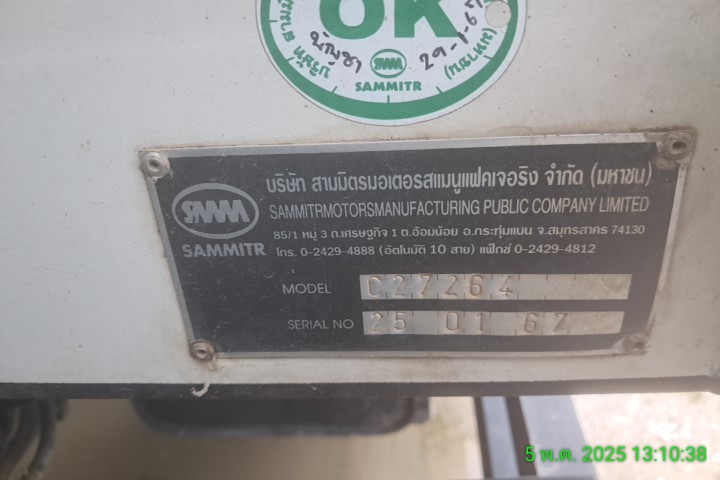 OK
29-1-67
SMM
SAMMITR
บริษัท สามมิตรมอเตอร์สแมนูแฟคเจอริง จำกัด (มหาชน)
SAMMITRMOTORSMANUFACTURING PUBLIC COMPANY LIMITED
85/1 หมู่ 3 ถ.เศรษฐกิจ 1 ต.อ้อมน้อย อ.กระทุ่มแบน จ.สมุทรสาคร 74130
โทร. 0-2429-4888 (อัตโนมัติ 10 สาย) แฟ็กซ์ 0-2429-4812
SMM
SAMMITR
MODEL C27264
SERIAL NO 25 01 67
5 พ.ค. 2025 13:10:38